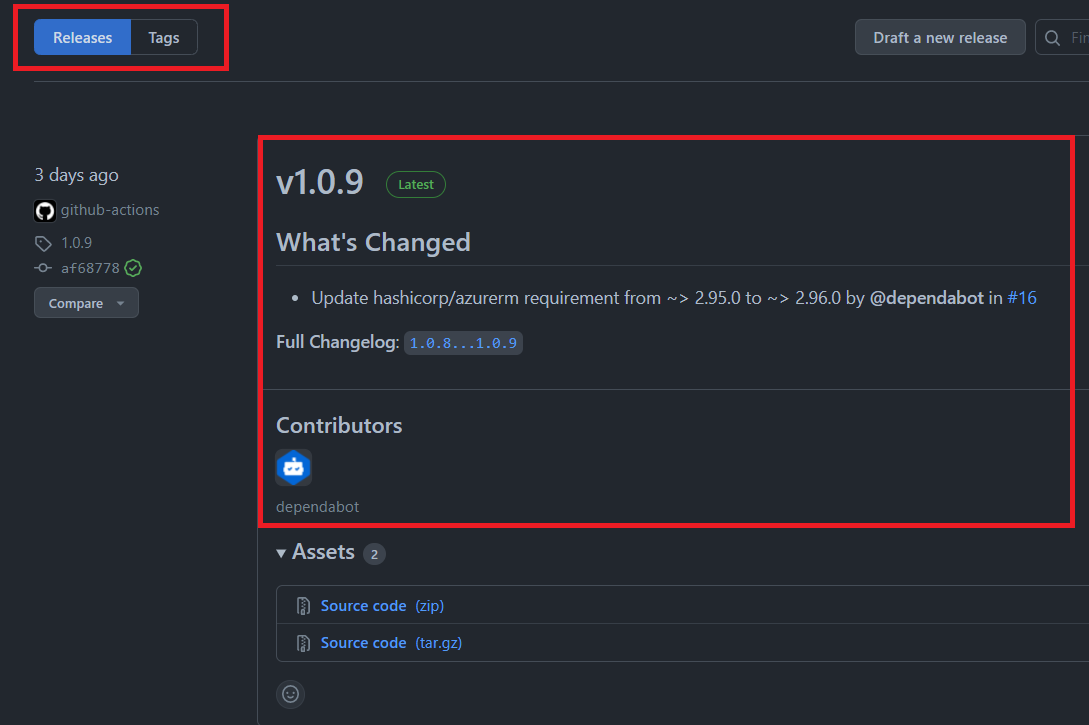 Releases Tags Draft a new release Fin
3 days ago
github-actions
1.0.9
af68778
Compare
v1.0.9 Latest
What's Changed
• Update hashicorp/azurerm requirement from ~> 2.95.0 to ~> 2.96.0 by @dependabot in #16
Full Changelog: 1.0.8...1.0.9
Contributors
dependabot
Assets 2
Source code (zip)
Source code (tar.gz)